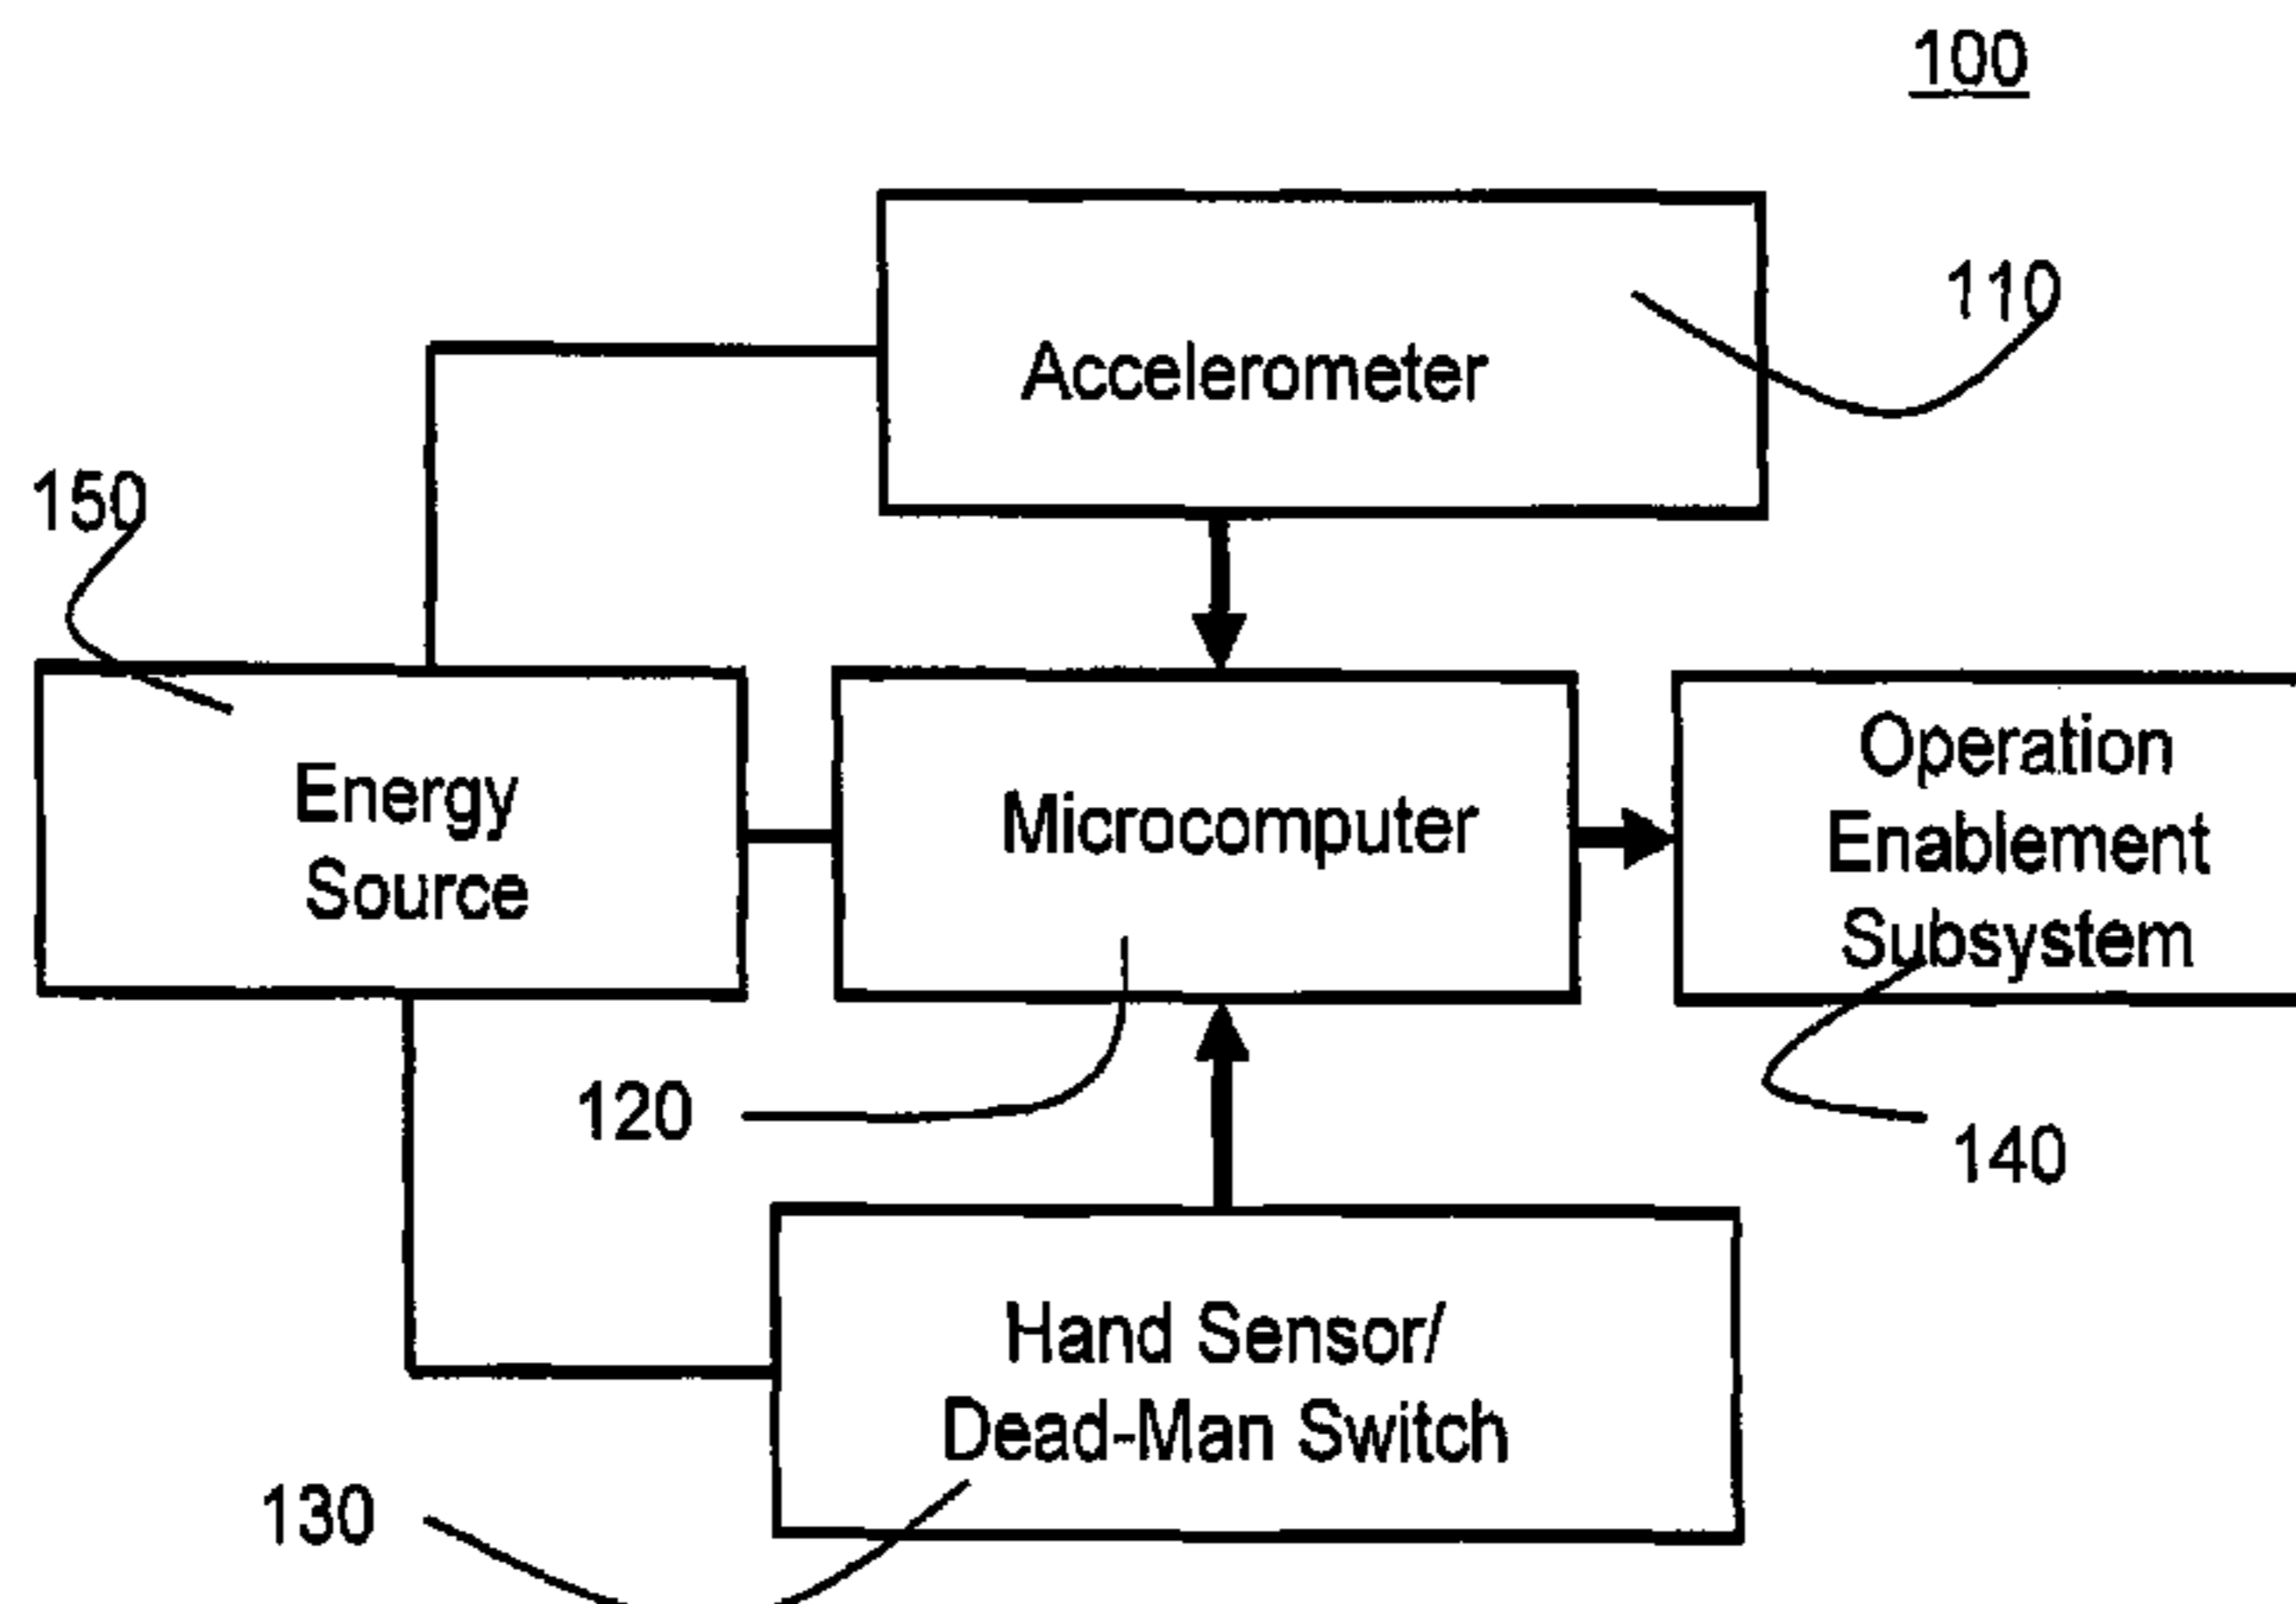 100
110
Accelerometer
150
Energy
Source
Microcomputer
Operation
Enablement
Subsystem
120
140
Hand Sensor/
Dead-Man Switch
130